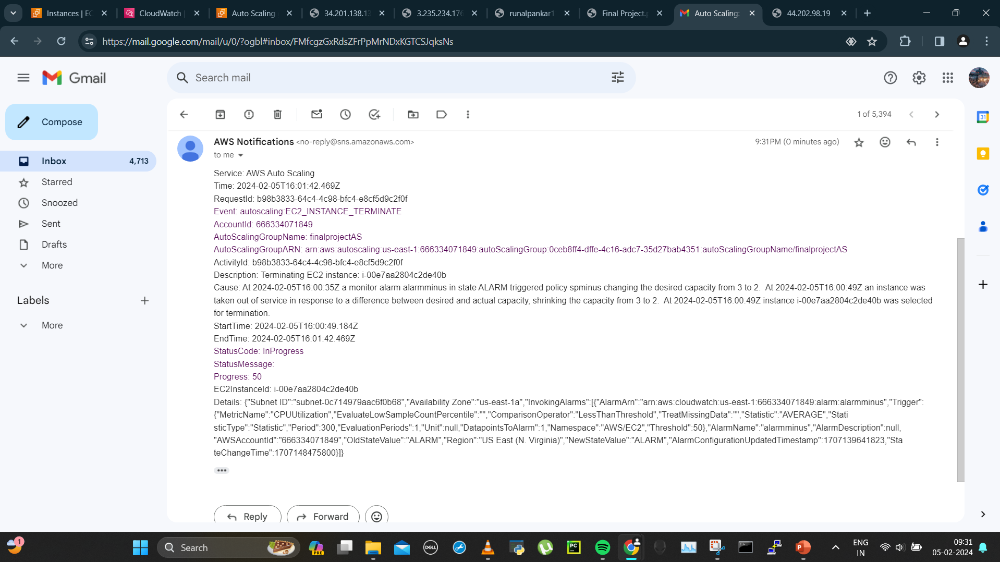 Instances | EC
CloudWatch |
Auto Scaling
34.201.138.13
3.235.234.176
runalpankar1
Final Project.p
Auto Scaling:
44.202.98.19
https://mail.google.com/mail/u/0/?ogbl#inbox/FMfcgzGxRdsZFrPpMrNDxKGTCSJqksNs
Gmail
Search mail
Compose
1 of 5,394
31
Inbox 4,713
Starred
Snoozed
Sent
Drafts
More
Labels
More
AWS Notifications <no-reply@sns.amazonaws.com>
9:31 PM (0 minutes ago)
to me
Service: AWS Auto Scaling
Time: 2024-02-05T16:01:42.469Z
RequestId: b98b3833-64c4-4c98-bfc4-e8cf5d9c2f0f
Event: autoscaling:EC2_INSTANCE_TERMINATE
AccountId: 666334071849
AutoScalingGroupName: finalprojectAS
AutoScalingGroupARN: arn:aws:autoscaling:us-east-1:666334071849:autoScalingGroup:0ceb8ff4-dffe-4c16-adc7-35d27bab4351:autoScalingGroupName/finalprojectAS
ActivityId: b98b3833-64c4-4c98-bfc4-e8cf5d9c2f0f
Description: Terminating EC2 instance: i-00e7aa2804c2de40b
Cause: At 2024-02-05T16:00:35Z a monitor alarm alarmminus in state ALARM triggered policy spminus changing the desired capacity from 3 to 2.  At 2024-02-05T16:00:49Z an instance was
taken out of service in response to a difference between desired and actual capacity, shrinking the capacity from 3 to 2.  At 2024-02-05T16:00:49Z instance i-00e7aa2804c2de40b was selected
for termination.
StartTime: 2024-02-05T16:00:49.184Z
EndTime: 2024-02-05T16:01:42.469Z
StatusCode: InProgress
StatusMessage:
Progress: 50
EC2InstanceId: i-00e7aa2804c2de40b
Details: {"Subnet ID":"subnet-0c714979aac6f0b68","Availability Zone":"us-east-1a","InvokingAlarms":[{"AlarmArn":"arn:aws:cloudwatch:us-east-1:666334071849:alarm:alarmminus","Trigger":
{"MetricName":"CPUUtilization","EvaluateLowSampleCountPercentile":"","ComparisonOperator":"LessThanThreshold","TreatMissingData":"","Statistic":"AVERAGE","Stati
sticType":"Statistic","Period":300,"EvaluationPeriods":1,"Unit":null,"DatapointsToAlarm":1,"Namespace":"AWS/EC2","Threshold":50},"AlarmName":"alarmminus","AlarmDescription":null,
"AWSAccountId":"666334071849","OldStateValue":"ALARM","Region":"US East (N. Virginia)","NewStateValue":"ALARM","AlarmConfigurationUpdatedTimestamp":1707139641823,"Sta
teChangeTime":1707148475800}]}
Reply
Forward
1
Search
PRE
DELL
PC
ENG
IN
09:31
05-02-2024